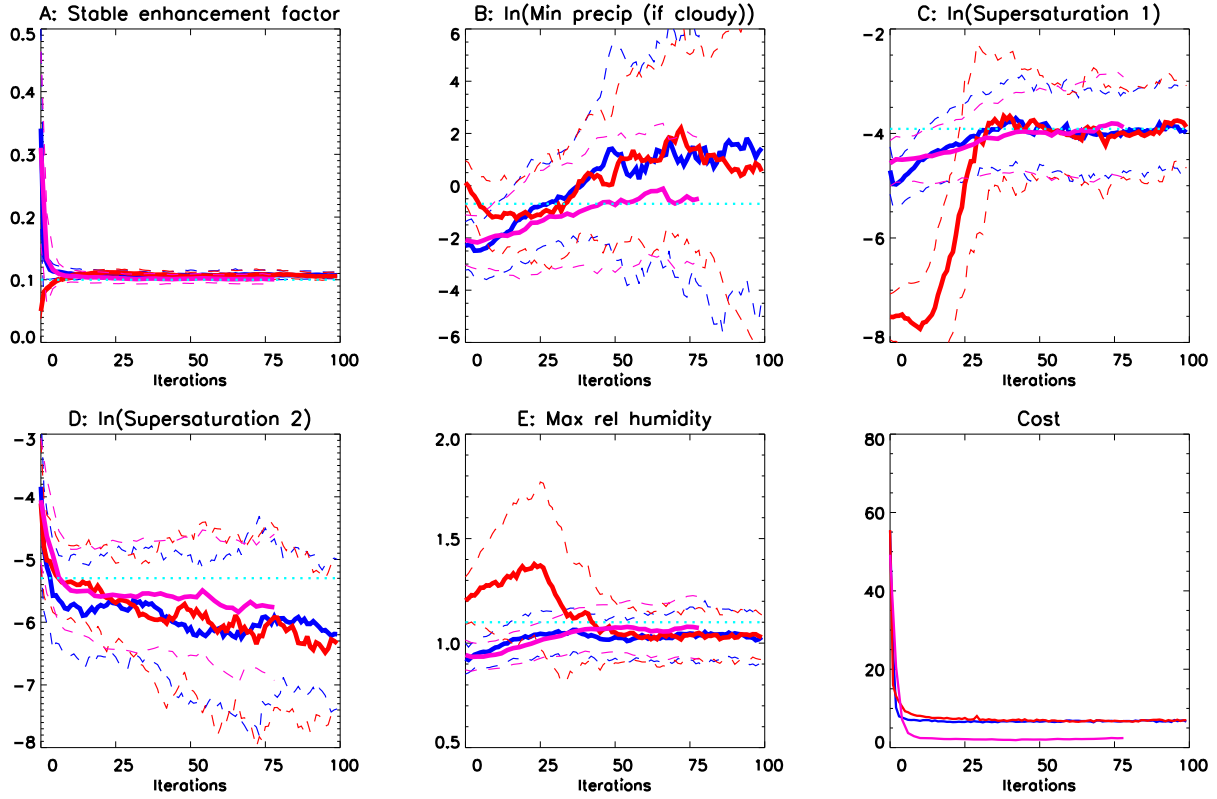 A: Stable enhancement factor
0.5
0.4
0.3
0.2
0.1
0.0
0 25 50 75 100
Iterations
B: ln(Min precip (if cloudy))
6
4
2
0
−2
−4
−6
0 25 50 75 100
Iterations
C: ln(Supersaturation 1)
−2
−4
−6
−8
0 25 50 75 100
Iterations
D: ln(Supersaturation 2)
−3
−4
−5
−6
−7
−8
0 25 50 75 100
Iterations
E: Max rel humidity
2.0
1.5
1.0
0.5
0 25 50 75 100
Iterations
Cost
80
60
40
20
0
0 25 50 75 100
Iterations